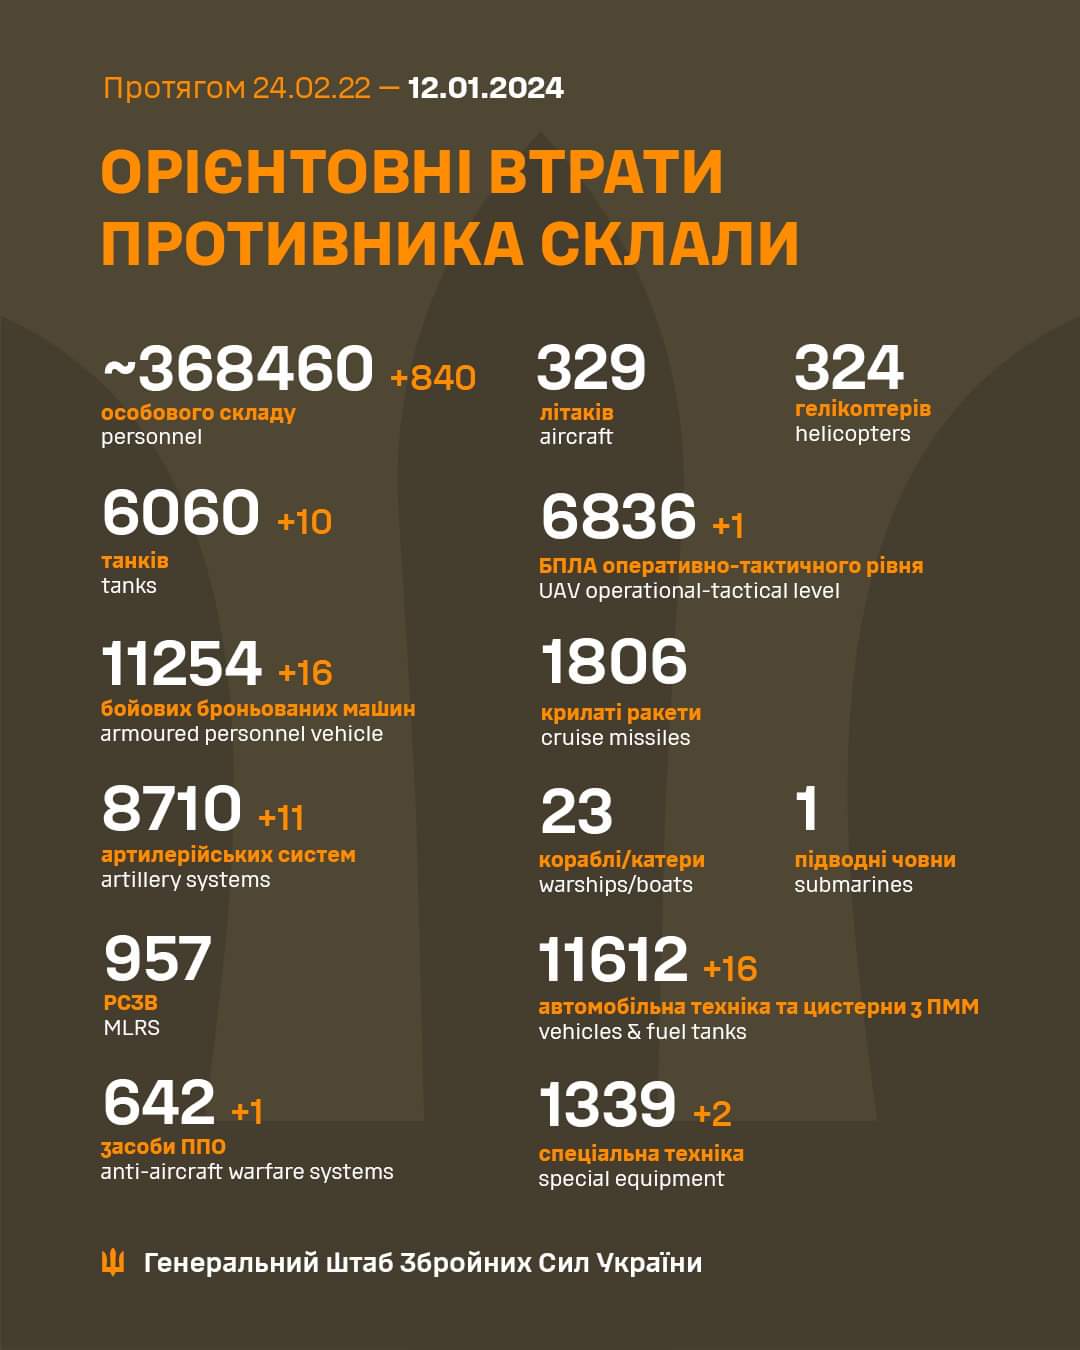 Протягом 24.02.22 – 12.01.2024
ОРІЄНТОВНІ ВТРАТИ
ПРОТИВНИКА СКЛАЛИ
~368460 +840
особового складу
personnel
329
літаків
aircraft
324
гелікоптерів
helicopters
6060 +10
танків
tanks
6836 +1
БПЛА оперативно-тактичного рівня
UAV operational-tactical level
11254 +16
бойових броньованих машин
armoured personnel vehicle
1806
крилаті ракети
cruise missiles
8710 +11
артилерійських систем
artillery systems
23
кораблі/катери
warships/boats
1
підводні човни
submarines
957
РСЗВ
MLRS
11612 +16
автомобільна техніка та цистерни з ПММ
vehicles & fuel tanks
642 +1
засоби ППО
anti-aircraft warfare systems
1339 +2
спеціальна техніка
special equipment
Генеральний штаб Збройних Сил України